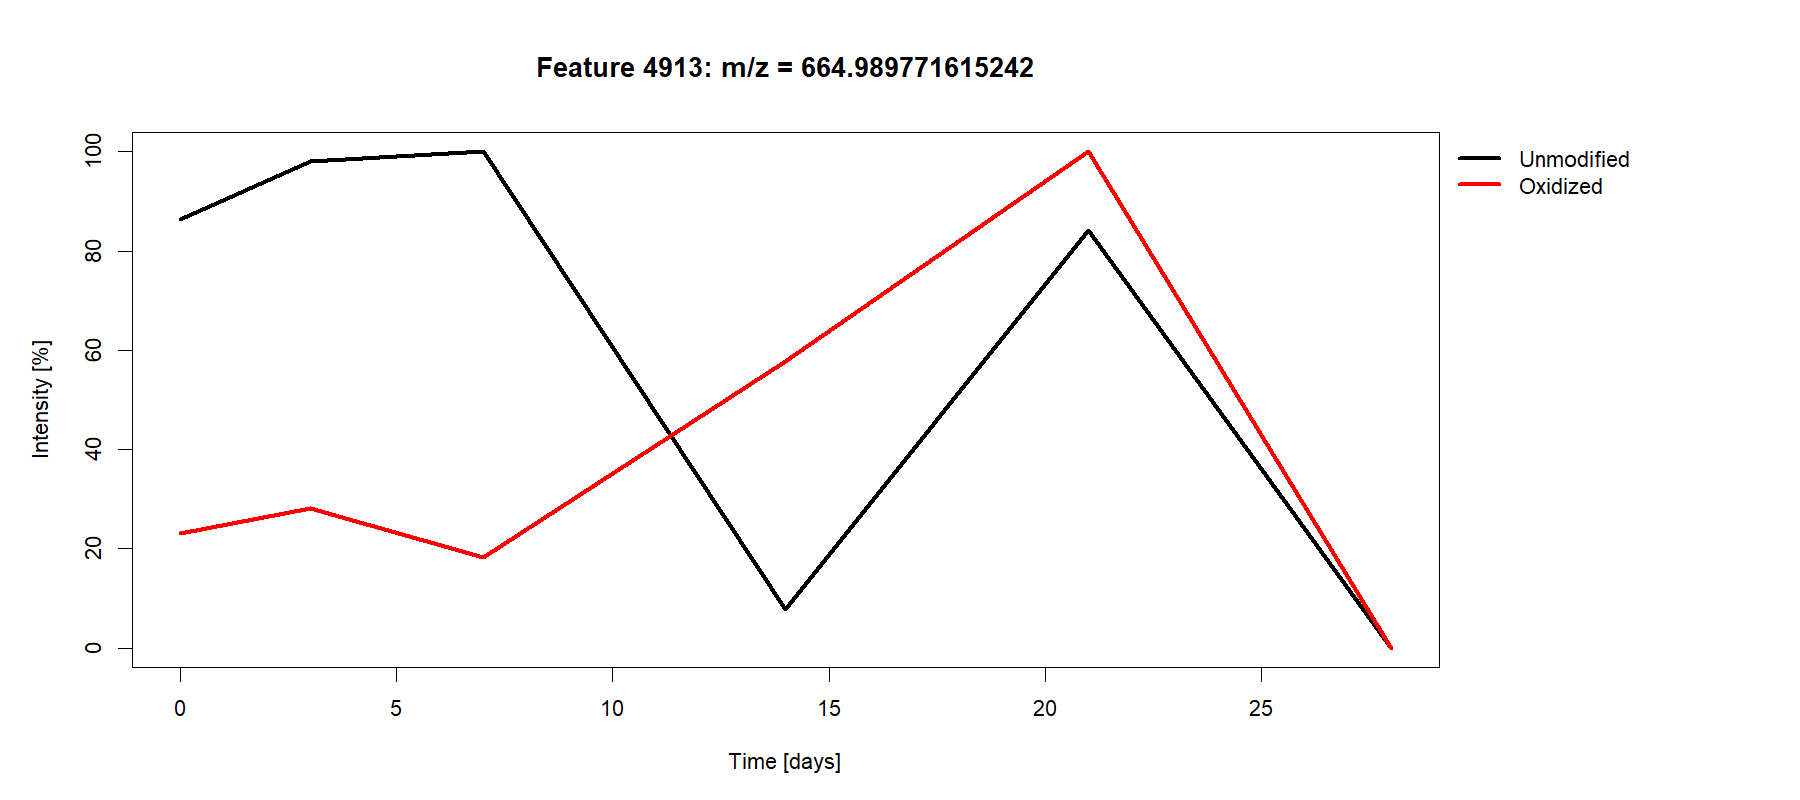 Feature 4913: m/z = 664.989771615242
Unmodified
Oxidized
Intensity [%]
100
80
60
40
20
0
0 5 10 15 20 25
Time [days]